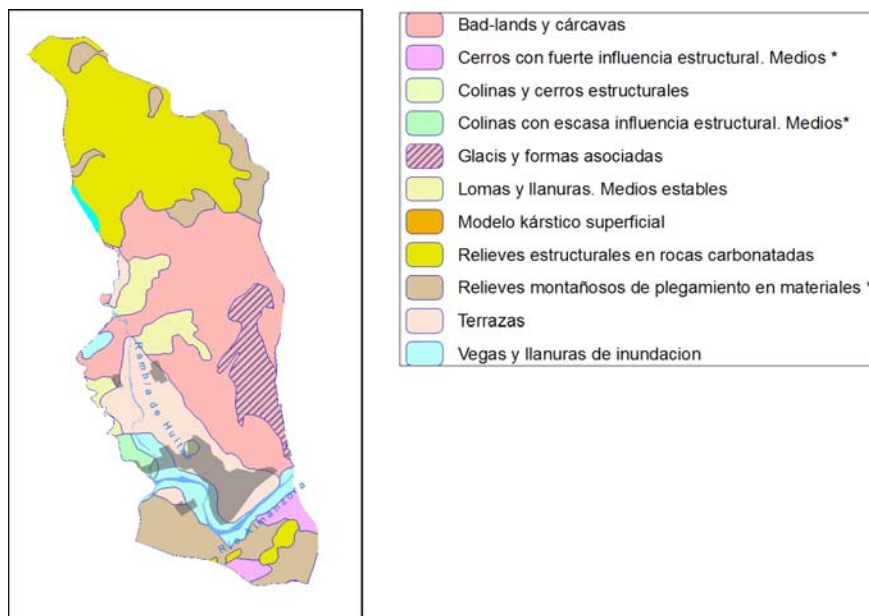 Bad-lands y cárcavas
Cerros con fuerte influencia estructural. Medios *
Colinas y cerros estructurales
Colinas con escasa influencia estructural. Medios*
Glacis y formas asociadas
Lomas y llanuras. Medios estables
Modelo kárstico superficial
Relieves estructurales en rocas carbonatadas
Relieves montañosos de plegamiento en materiales *
Terrazas
Vegas y llanuras de inundacion
Rambla de
Río Almanzora